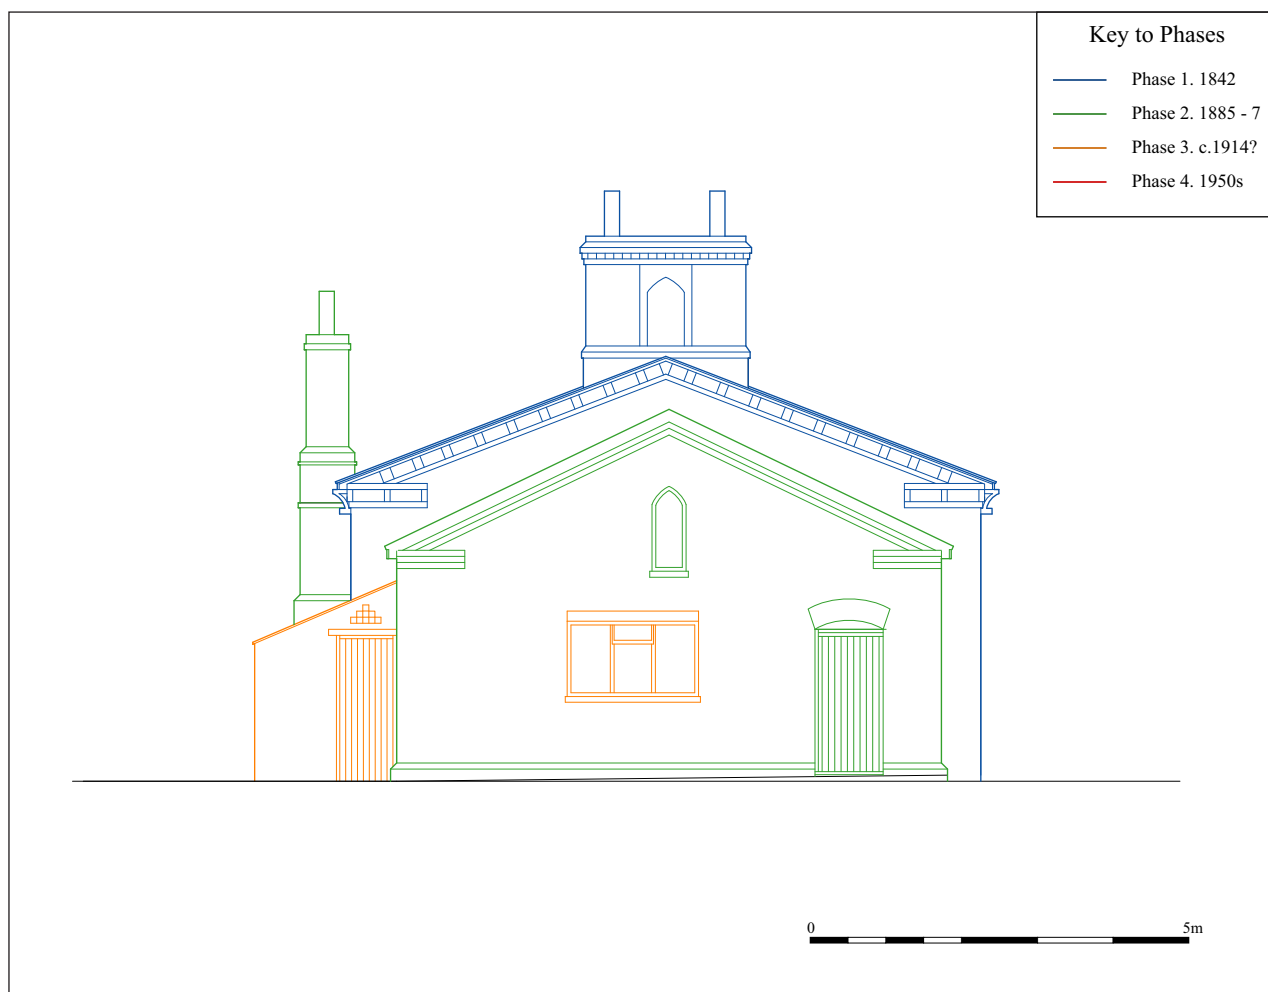 Key to Phases
Phase 1. 1842
Phase 2. 1885 - 7
Phase 3. c.1914?
Phase 4. 1950s
0 5m